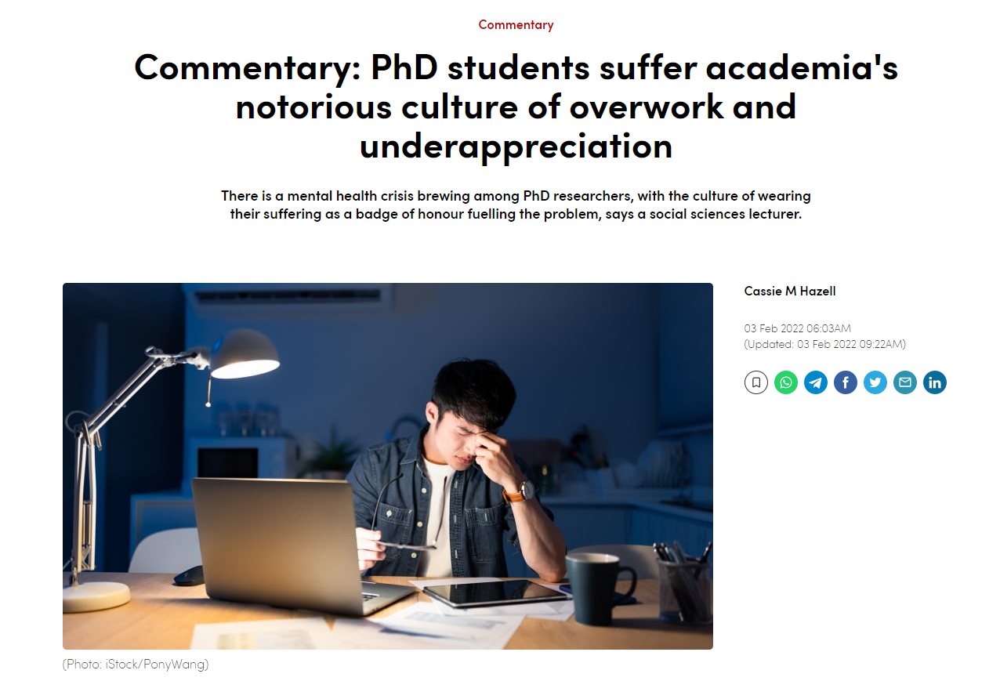 Commentary
Commentary: PhD students suffer academia's
notorious culture of overwork and
underappreciation
There is a mental health crisis brewing among PhD researchers, with the culture of wearing
their suffering as a badge of honour fuelling the problem, says a social sciences lecturer.
Cassie M Hazell
03 Feb 2022 06:03AM
(Updated: 03 Feb 2022 09:22AM)
(Photo: iStock/PonyWang)